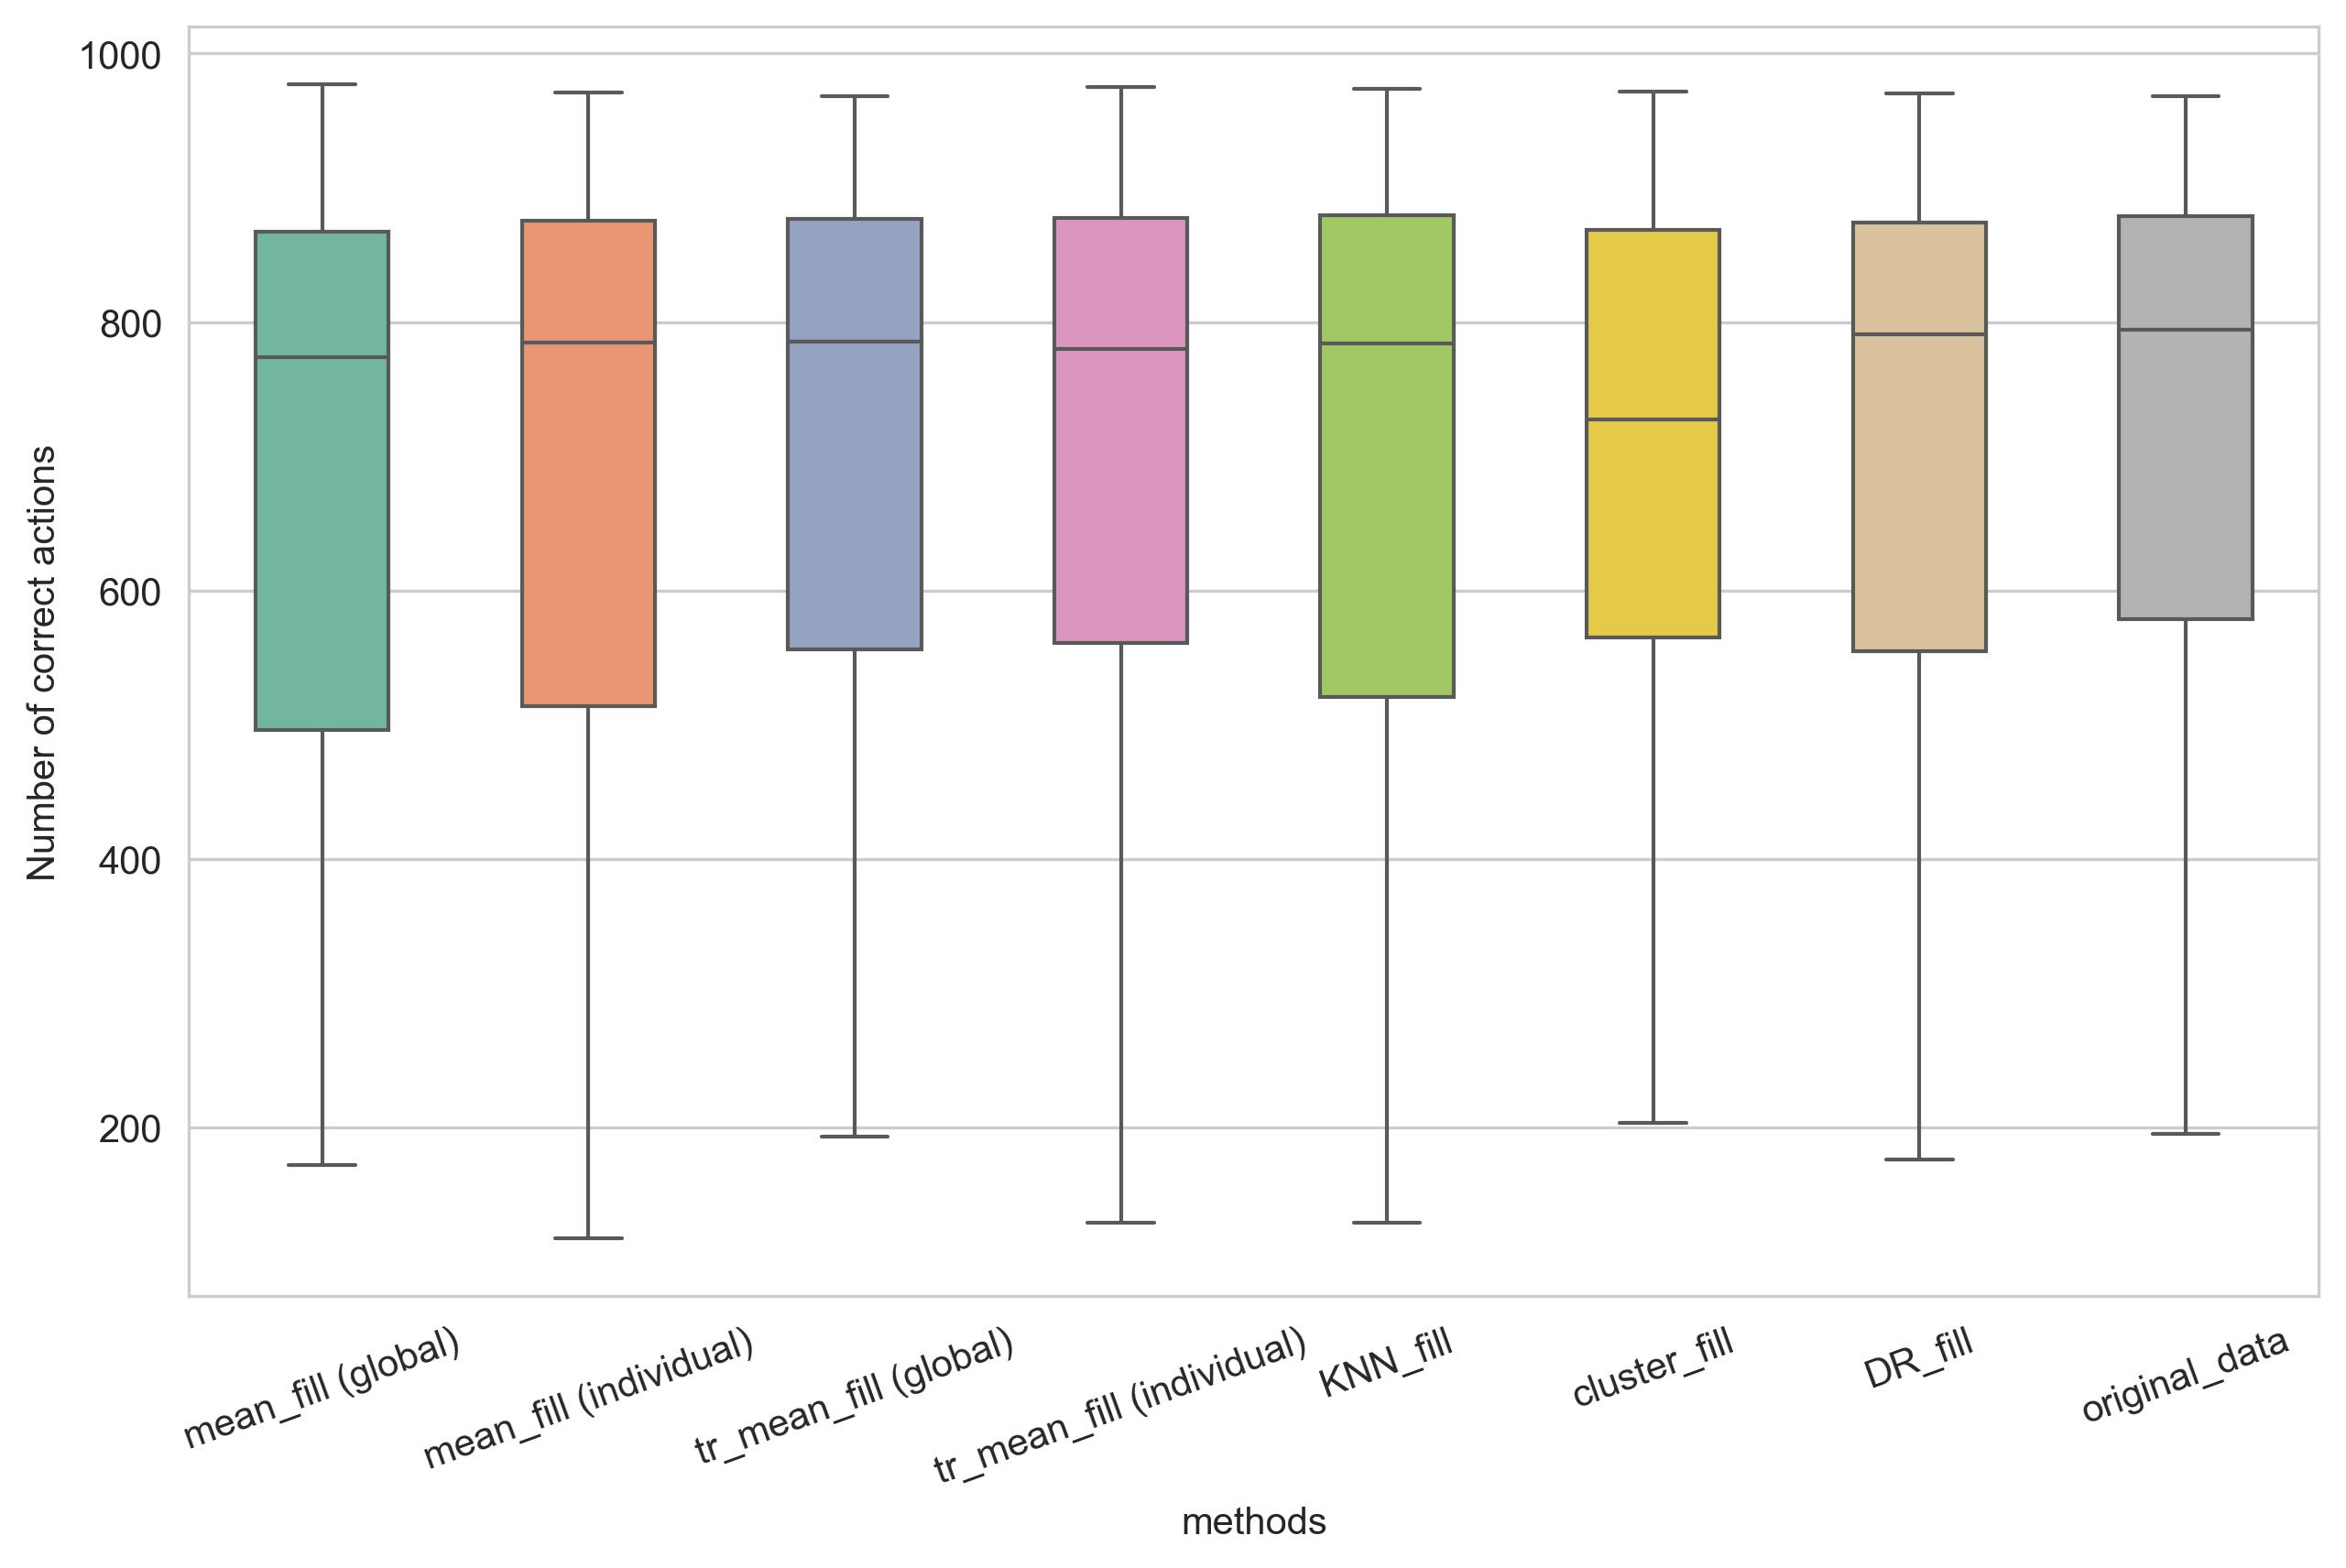 1000
800
600
400
200
Number of correct actions
mean_fill (global)
mean_fill (individual)
tr_mean_fill (global)
tr_mean_fill (individual)
KNN_fill
cluster_fill
DR_fill
original_data
methods